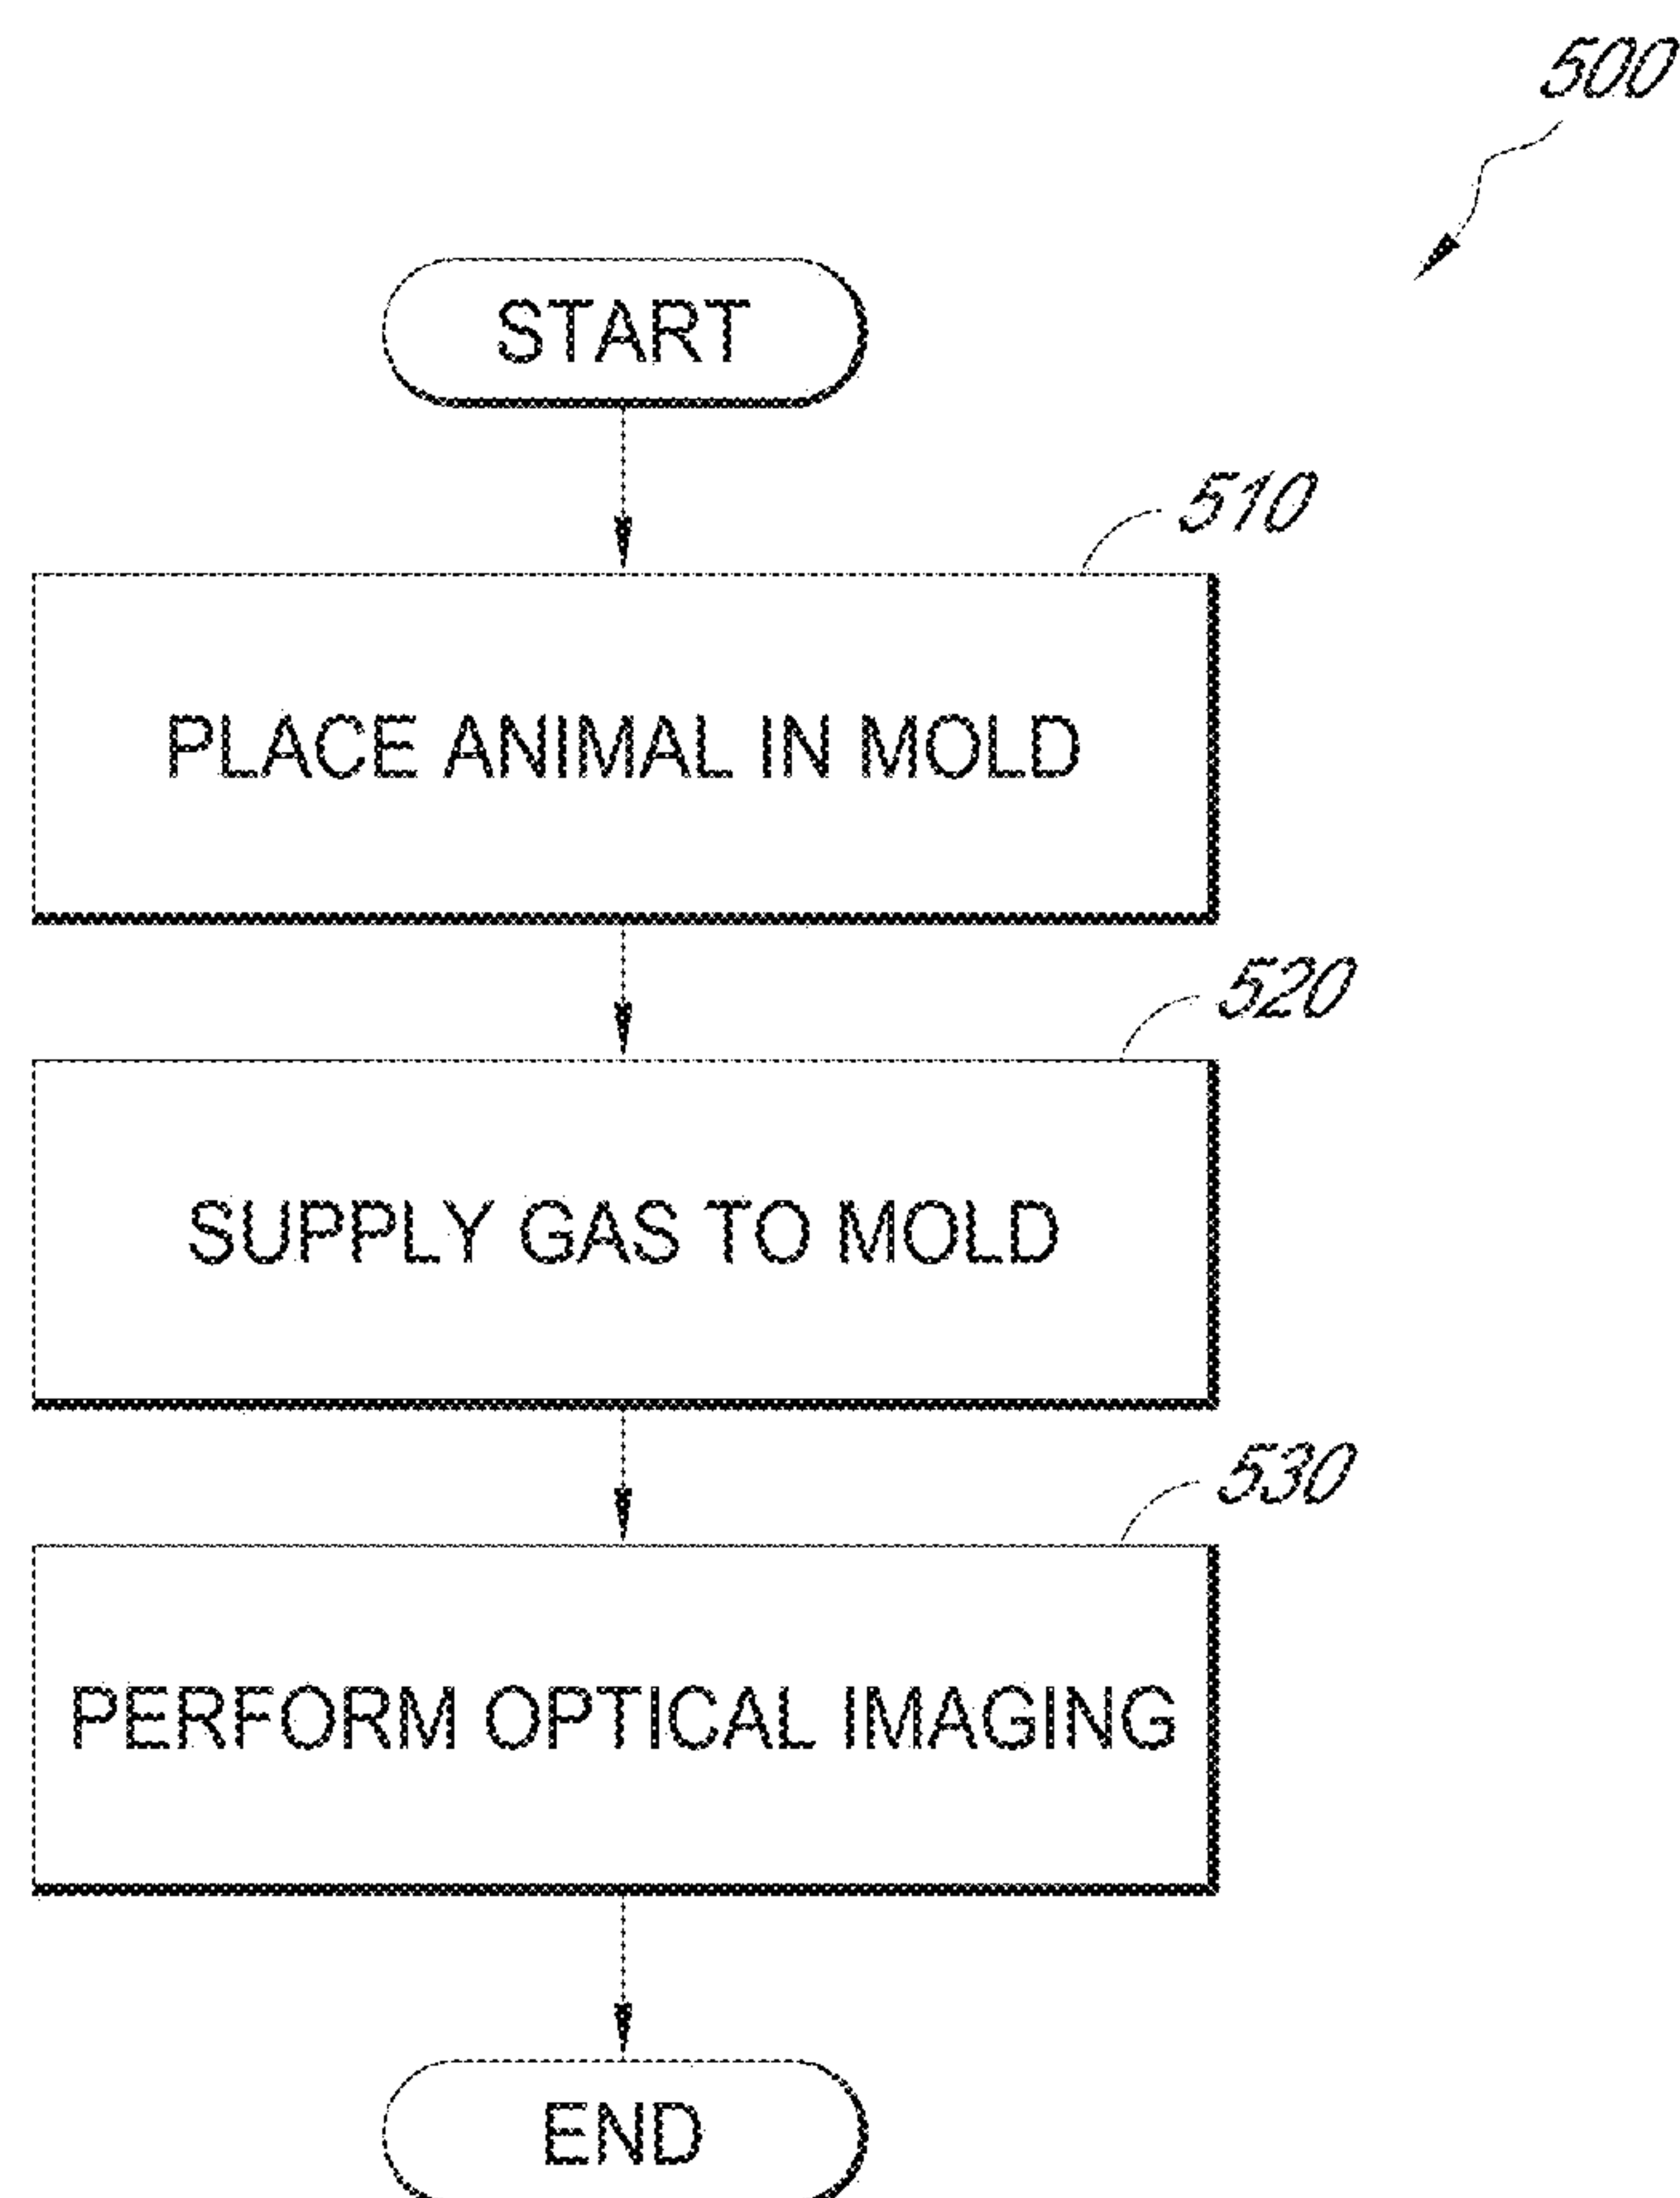 500
START
510
PLACE ANIMAL IN MOLD
520
SUPPLY GAS TO MOLD
530
PERFORM OPTICAL IMAGING
END